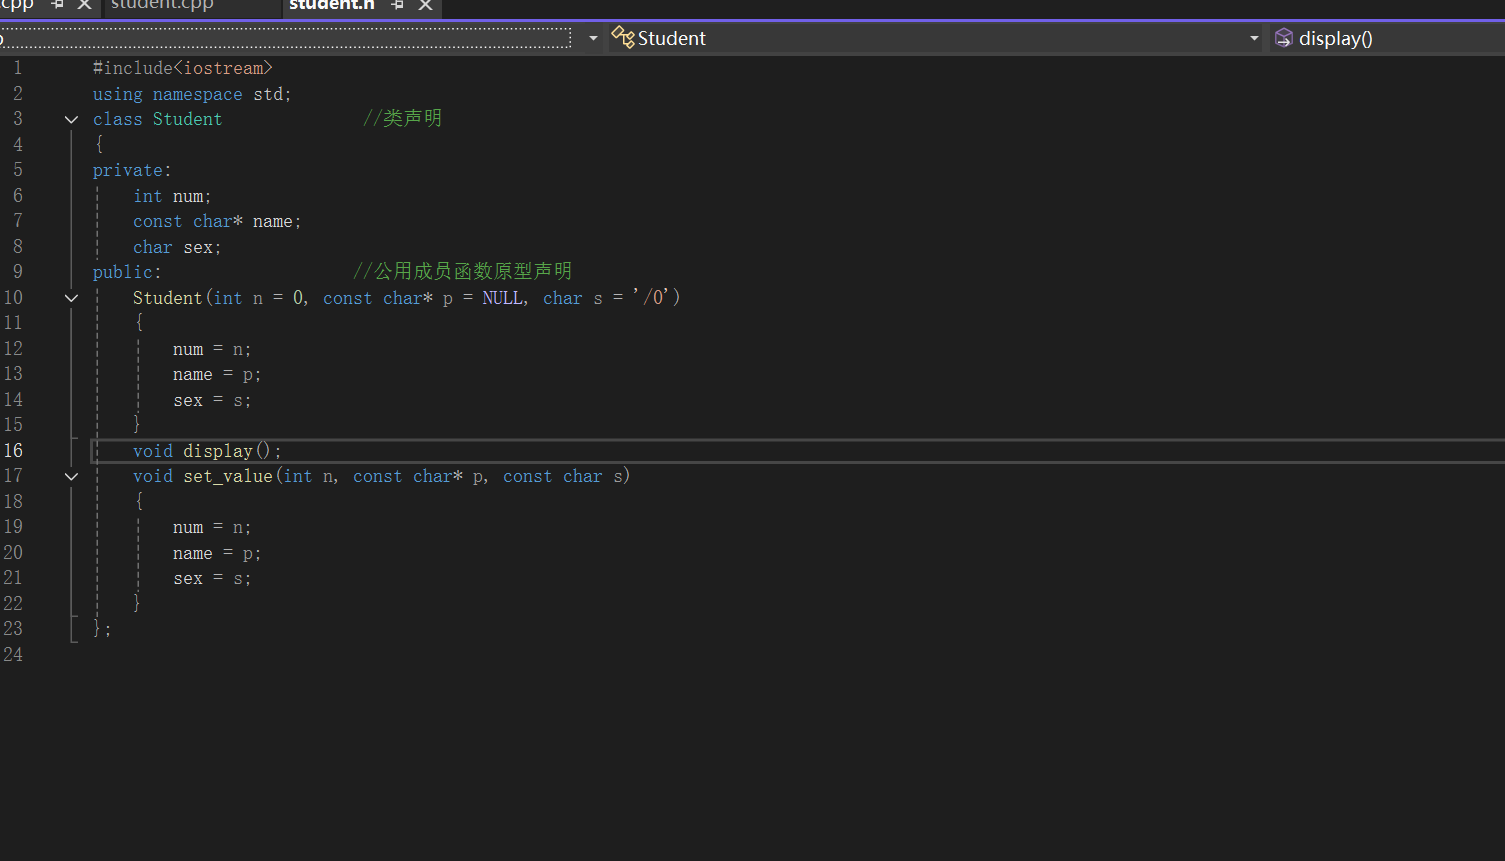 .cpp student.cpp student.h
Student display()
1 #include<iostream>
2 using namespace std;
3 class Student //类声明
4 {
5 private:
6 int num;
7 const char* name;
8 char sex;
9 public: //公用成员函数原型声明
10 Student(int n = 0, const char* p = NULL, char s = '/0')
11 {
12 num = n;
13 name = p;
14 sex = s;
15 }
16 void display();
17 void set_value(int n, const char* p, const char s)
18 {
19 num = n;
20 name = p;
21 sex = s;
22 }
23 };
24